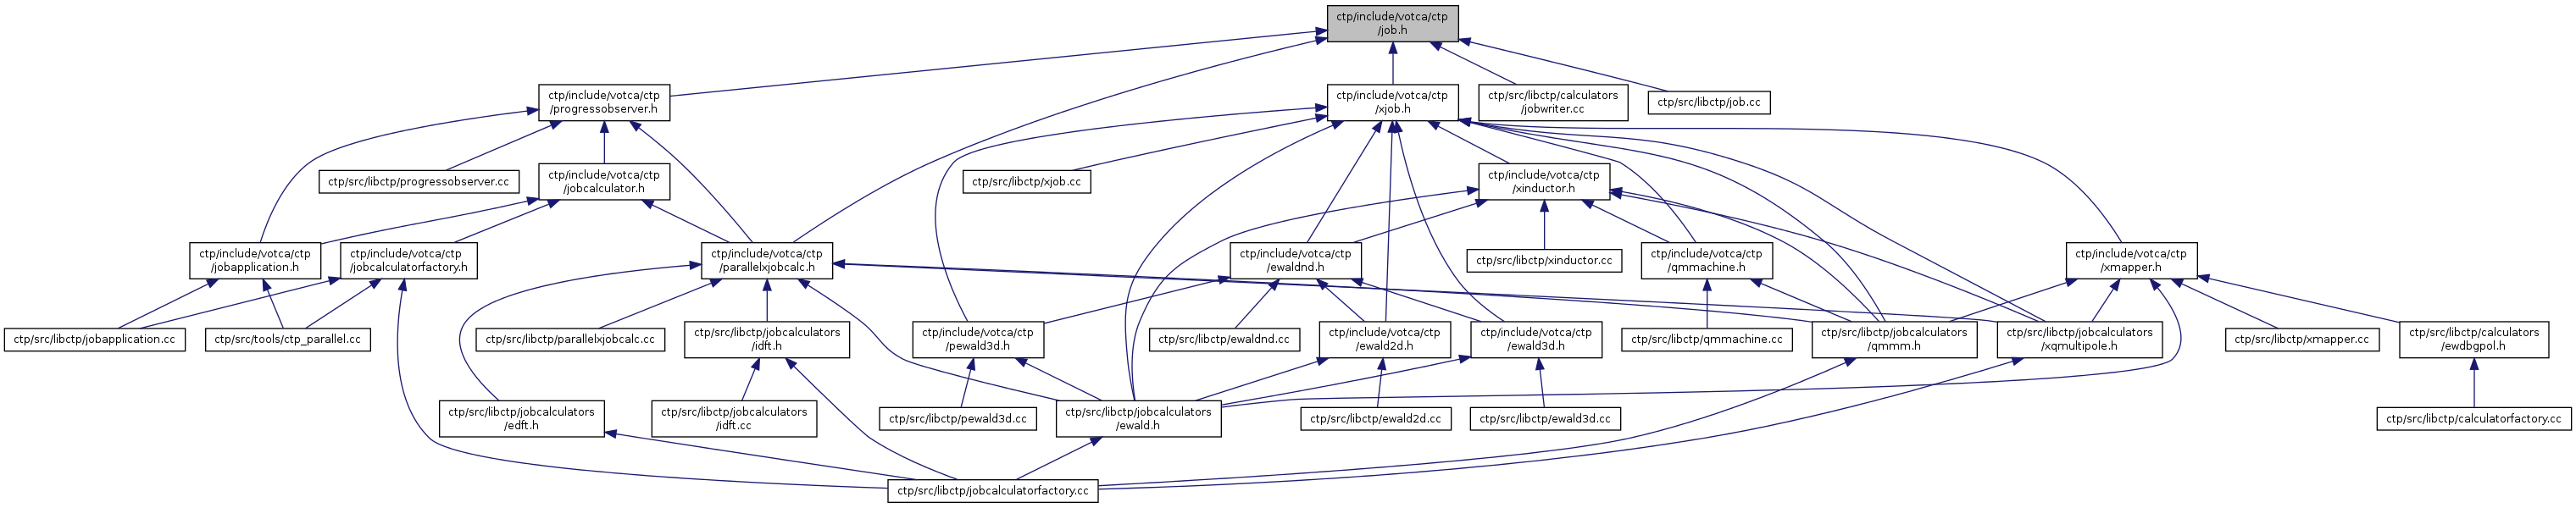 ctp/include/votca/ctp
/job.h
ctp/include/votca/ctp
/progressobserver.h
ctp/include/votca/ctp
/xjob.h
ctp/src/libctp/calculators
/jobwriter.cc
ctp/src/libctp/job.cc
ctp/src/libctp/progressobserver.cc
ctp/include/votca/ctp
/jobcalculator.h
ctp/src/libctp/xjob.cc
ctp/include/votca/ctp
/xinductor.h
ctp/include/votca/ctp
/jobapplication.h
ctp/include/votca/ctp
/jobcalculatorfactory.h
ctp/include/votca/ctp
/parallelxjobcalc.h
ctp/include/votca/ctp
/ewaldnd.h
ctp/src/libctp/xinductor.cc
ctp/include/votca/ctp
/qmmachine.h
ctp/include/votca/ctp
/xmapper.h
ctp/src/libctp/jobapplication.cc
ctp/src/tools/ctp_parallel.cc
ctp/src/libctp/parallelxjobcalc.cc
ctp/src/libctp/jobcalculators
/idft.h
ctp/include/votca/ctp
/pewald3d.h
ctp/src/libctp/ewaldnd.cc
ctp/include/votca/ctp
/ewald2d.h
ctp/include/votca/ctp
/ewald3d.h
ctp/src/libctp/qmmachine.cc
ctp/src/libctp/jobcalculators
/qmmm.h
ctp/src/libctp/jobcalculators
/xqmultipole.h
ctp/src/libctp/xmapper.cc
ctp/src/libctp/calculators
/ewdbgpol.h
ctp/src/libctp/jobcalculators
/edft.h
ctp/src/libctp/jobcalculators
/idft.cc
ctp/src/libctp/pewald3d.cc
ctp/src/libctp/jobcalculators
/ewald.h
ctp/src/libctp/ewald2d.cc
ctp/src/libctp/ewald3d.cc
ctp/src/libctp/calculatorfactory.cc
ctp/src/libctp/jobcalculatorfactory.cc